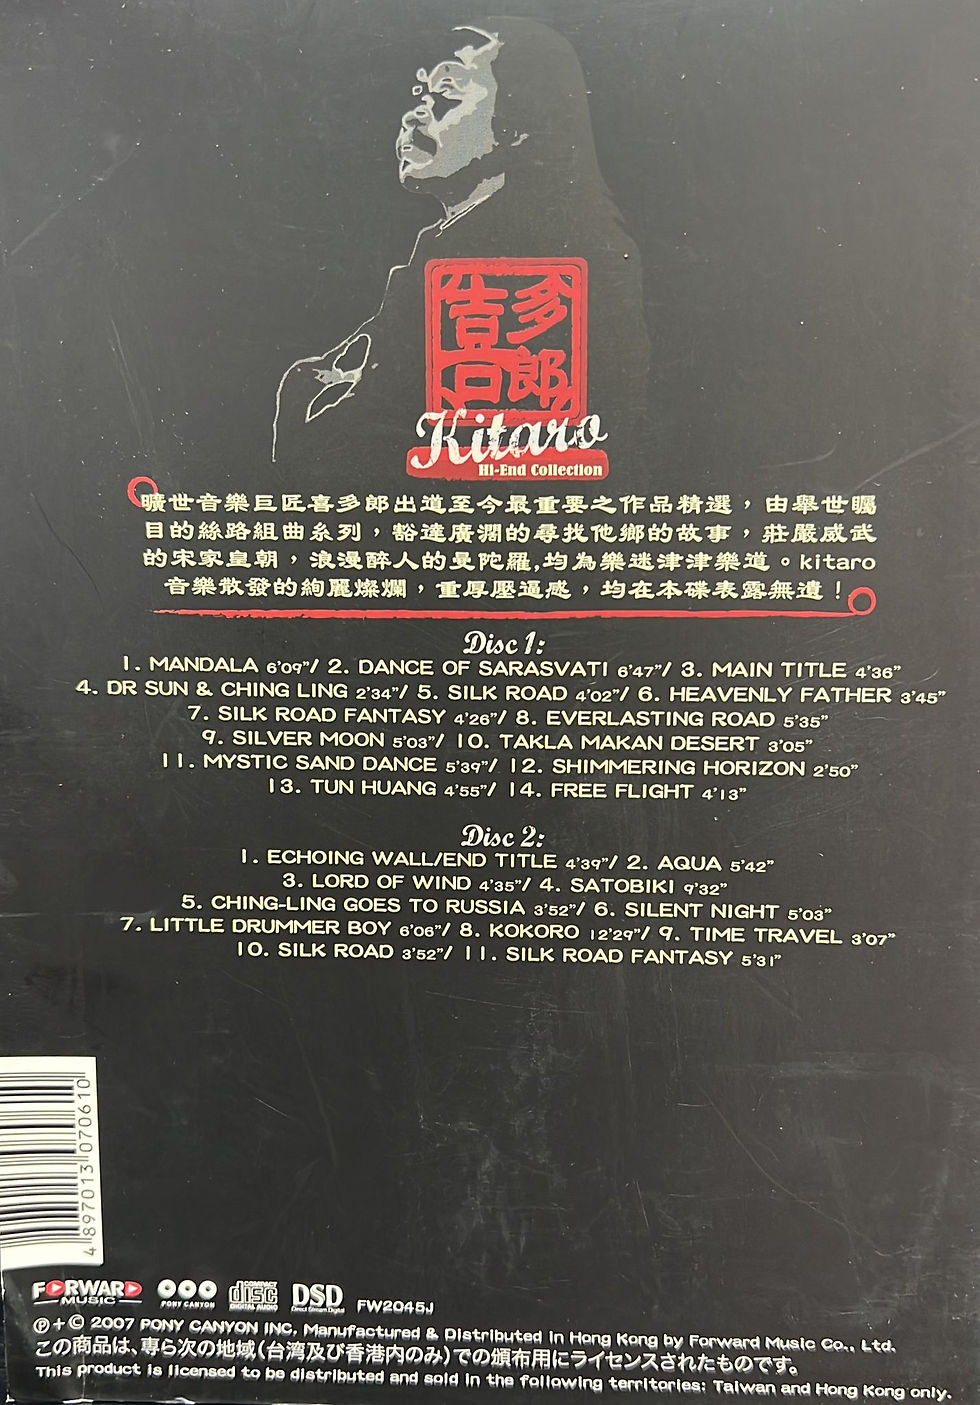 喜多郎
Kitaro
Hi-End Collection
曠世音樂巨匠喜多郎出道至今最重要之作品精選，由舉世矚
目的絲路組曲系列，豁達廣濶的尋找他鄉的故事，莊嚴威武
的宋家皇朝，浪漫醉人的曼陀羅,均為樂迷津津樂道。kitaro
音樂散發的絢麗燦爛，重厚壓逼感，均在本碟表露無遺！
Disc 1:
1. MANDALA 6'09"/ 2. DANCE OF SARASVATI 6'47"/ 3. MAIN TITLE 4'36"
4. DR SUN & CHING LING 2'34"/ 5. SILK ROAD 4'02"/ 6. HEAVENLY FATHER 3'45"
7. SILK ROAD FANTASY 4'26"/ 8. EVERLASTING ROAD 5'35"
9. SILVER MOON 5'03"/ 10. TAKLA MAKAN DESERT 3'05"
11. MYSTIC SAND DANCE 5'39"/ 12. SHIMMERING HORIZON 2'50"
13. TUN HUANG 4'55"/ 14. FREE FLIGHT 4'13"
Disc 2:
1. ECHOING WALL/END TITLE 4'39"/ 2. AQUA 5'42"
3. LORD OF WIND 4'35"/ 4. SATOBIKI 9'32"
5. CHING-LING GOES TO RUSSIA 3'52"/ 6. SILENT NIGHT 5'03"
7. LITTLE DRUMMER BOY 6'06"/ 8. KOKORO 12'29"/ 9. TIME TRAVEL 3'07"
10. SILK ROAD 3'52"/ 11. SILK ROAD FANTASY 5'31"
4 897013 070610
FORWARD MUSIC PONY CANYON COMPACT disc DIGITAL AUDIO DSD Direct Stream Digital FW2045J
℗+© 2007 PONY CANYON INC. Manufactured & Distributed in Hong Kong by Forward Music Co., Ltd.
この商品は、専ら次の地域(台湾及び香港内のみ)での頒布用にライセンスされたものです。
This product is licensed to be distributed and sold in the following territories: Taiwan and Hong Kong only.